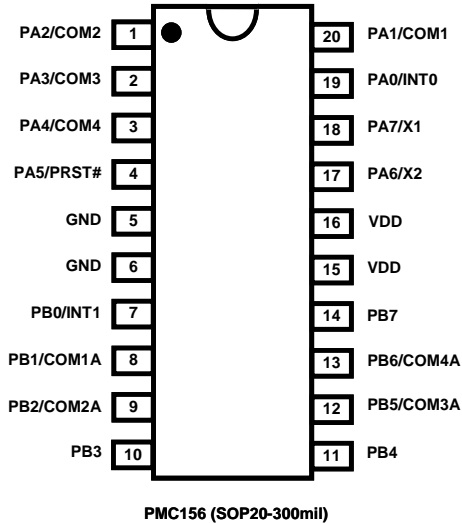 PA2/COM2 1 20 PA1/COM1
PA3/COM3 2 19 PA0/INT0
PA4/COM4 3 18 PA7/X1
PA5/PRST# 4 17 PA6/X2
GND 5 16 VDD
GND 6 15 VDD
PB0/INT1 7 14 PB7
PB1/COM1A 8 13 PB6/COM4A
PB2/COM2A 9 12 PB5/COM3A
PB3 10 11 PB4
PMC156 (SOP20-300mil)